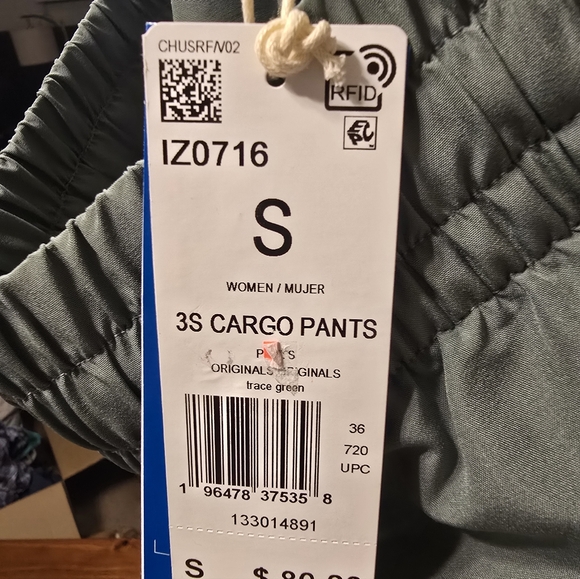 CHUSRF/V02
RFID
IZ0716
S
WOMEN / MUJER
3S CARGO PANTS
ORIGINALS
trace green
36
720
UPC
1 96478 37535 8
133014891
S